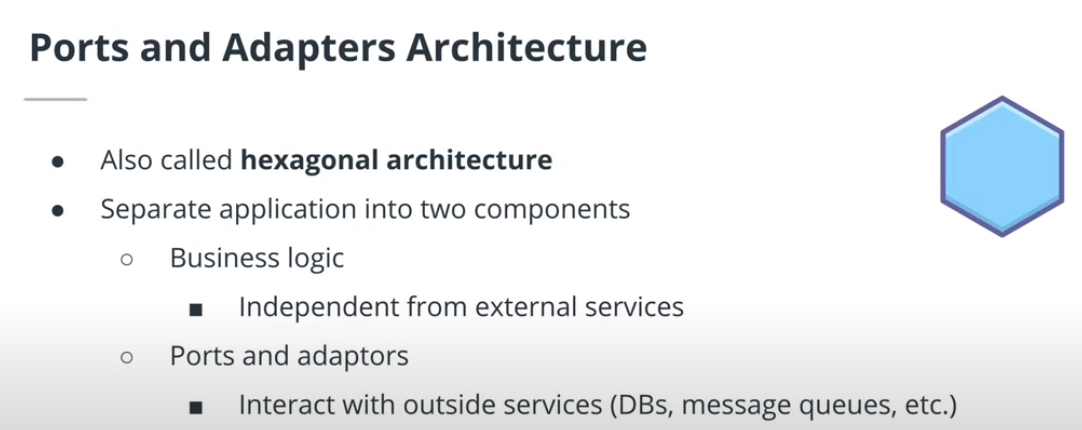 Ports and Adapters Architecture
● Also called hexagonal architecture
● Separate application into two components
○ Business logic
■ Independent from external services
○ Ports and adaptors
■ Interact with outside services (DBs, message queues, etc.)